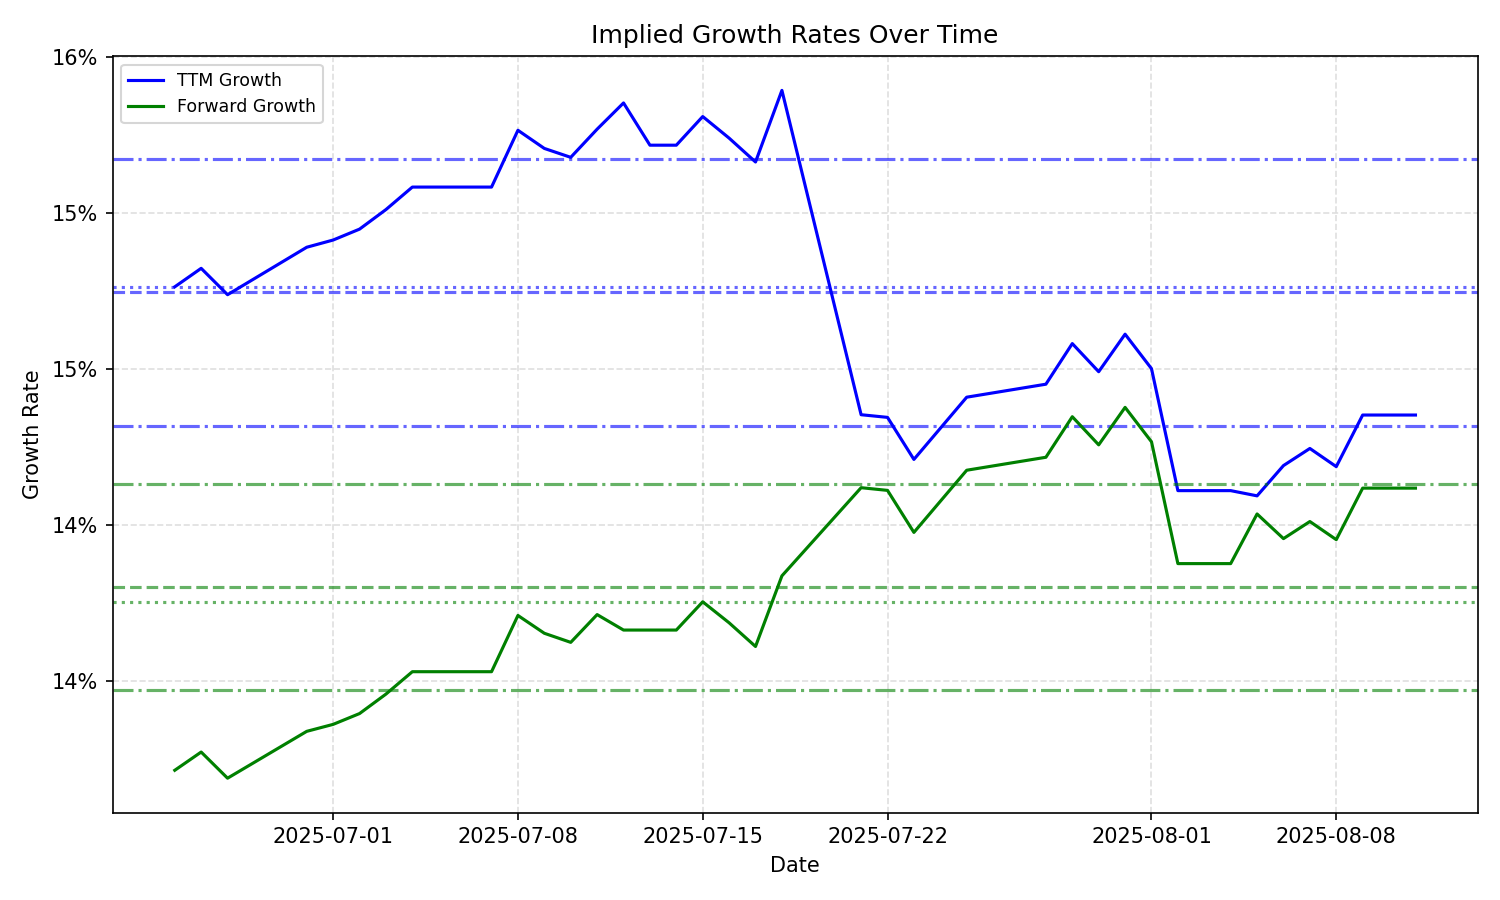 Implied Growth Rates Over Time
16%
15%
15%
14%
14%
Growth Rate
TTM Growth
Forward Growth
2025-07-01
2025-07-08
2025-07-15
2025-07-22
2025-08-01
2025-08-08
Date